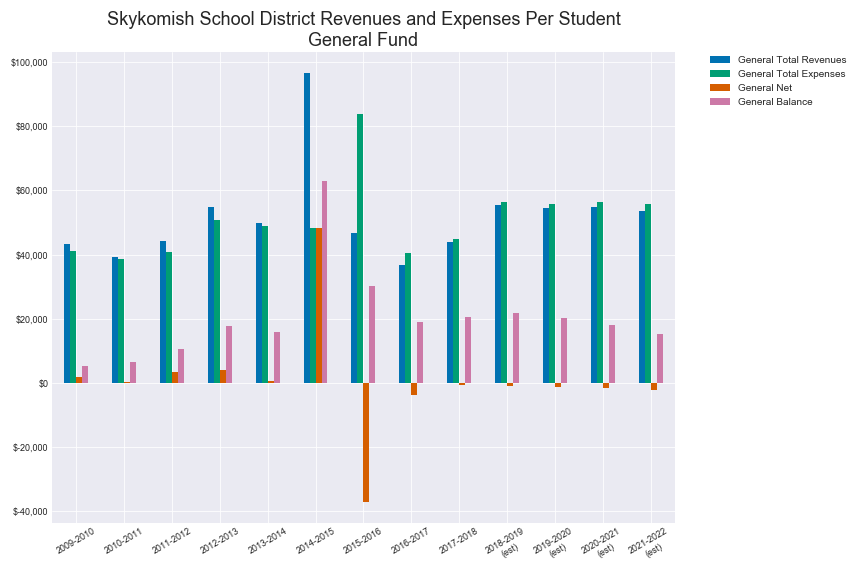 Skykomish School District Revenues and Expenses Per Student
General Fund
General Total Revenues
General Total Expenses
General Net
General Balance
$100,000
$80,000
$60,000
$40,000
$20,000
$0
$-20,000
$-40,000
2009-2010
2010-2011
2011-2012
2012-2013
2013-2014
2014-2015
2015-2016
2016-2017
2017-2018
2018-2019
(est)
2019-2020
(est)
2020-2021
(est)
2021-2022
(est)